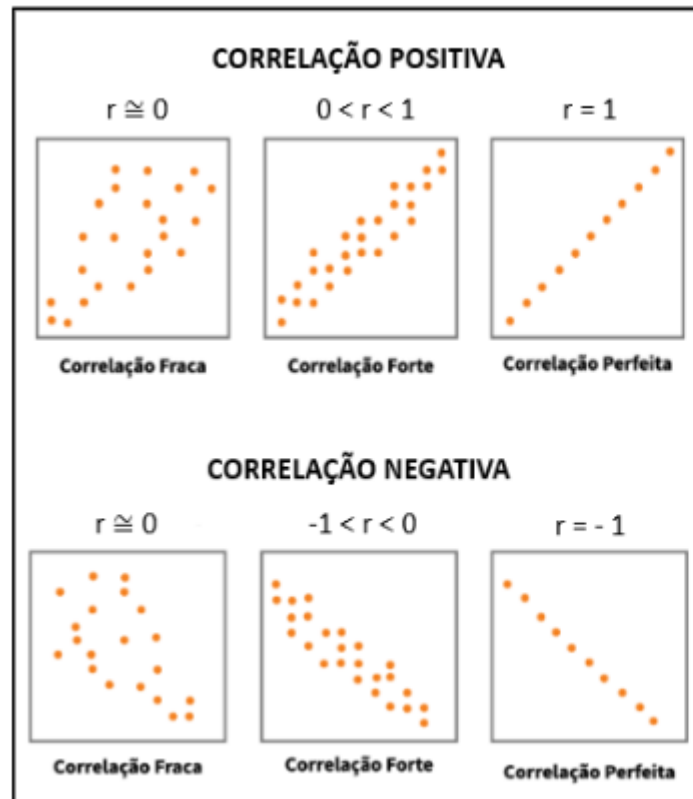 CORRELAÇÃO POSITIVA
r ≅ 0 0 < r < 1 r = 1
Correlação Fraca Correlação Forte Correlação Perfeita
CORRELAÇÃO NEGATIVA
r ≅ 0 -1 < r < 0 r = - 1
Correlação Fraca Correlação Forte Correlação Perfeita